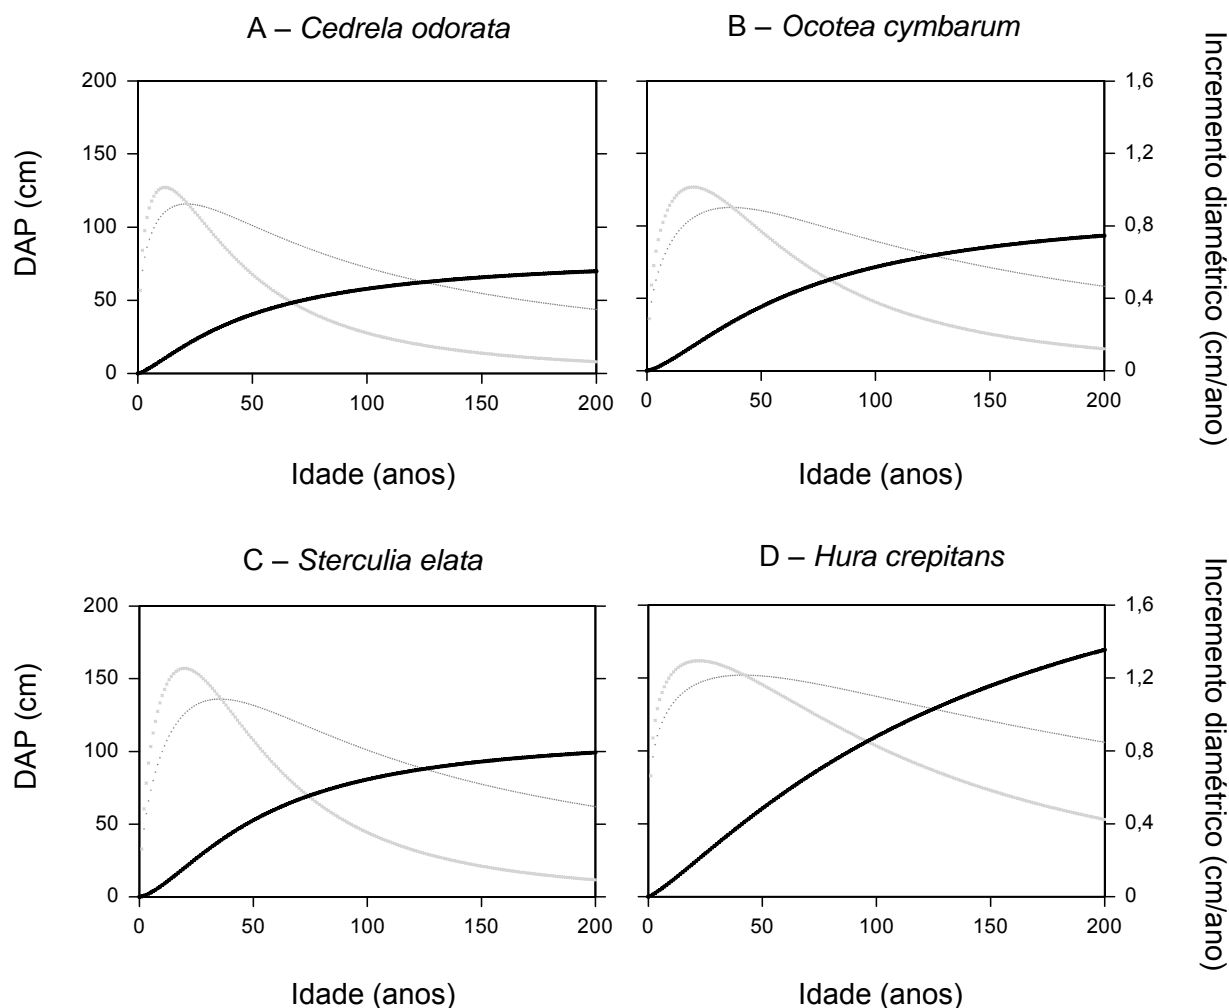 A – Cedrela odorata
B – Ocotea cymbarum
DAP (cm)
200
150
100
50
0
0 50 100 150 200
Idade (anos)
1,6
1,2
0,8
0,4
0
0 50 100 150 200
Idade (anos)
Incremento diamétrico (cm/ano)
C – Sterculia elata
D – Hura crepitans
DAP (cm)
200
150
100
50
0
0 50 100 150 200
Idade (anos)
1,6
1,2
0,8
0,4
0
0 50 100 150 200
Idade (anos)
Incremento diamétrico (cm/ano)